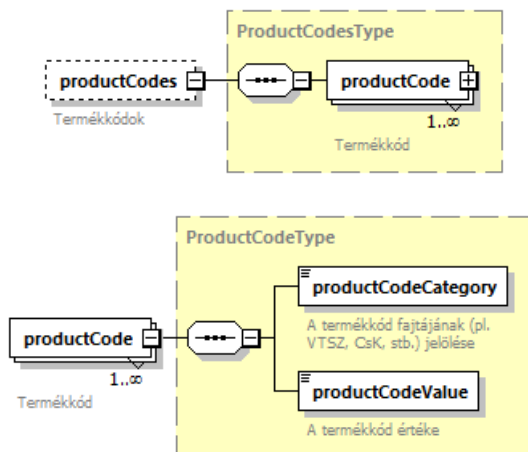 ProductCodesType
productCodes
productCode
1..∞
Termékkódok
Termékkód
ProductCodeType
productCodeCategory
A termékkód fajtájának (pl.
VTSZ, CsK, stb.) jelölése
productCode
1..∞
Termékkód
productCodeValue
A termékkód értéke